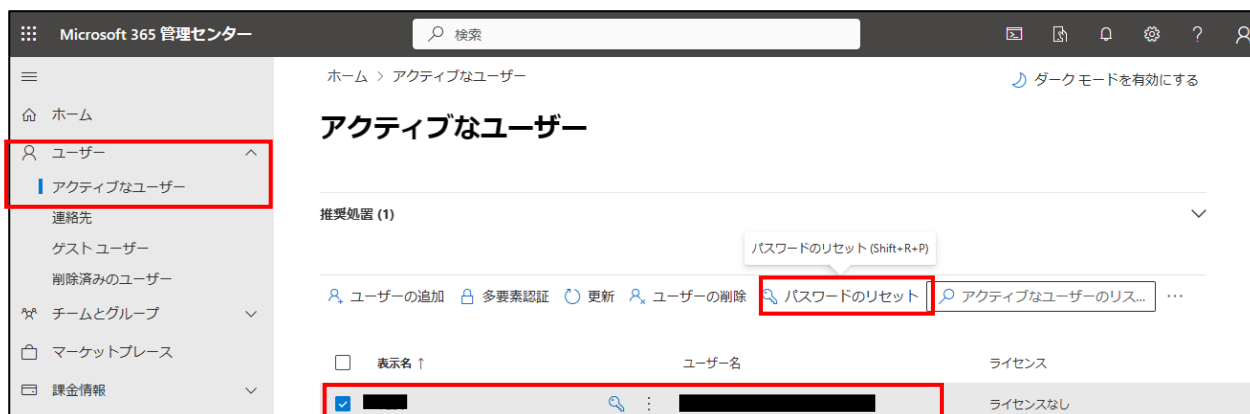 Microsoft 365 管理センター
検索
ホーム > アクティブなユーザー
ダーク モードを有効にする
ホーム
アクティブなユーザー
ユーザー
アクティブなユーザー
連絡先
推奨処置 (1)
ゲスト ユーザー
パスワードのリセット (Shift+R+P)
削除済みのユーザー
ユーザーの追加 多要素認証 更新 ユーザーの削除 パスワードのリセット アクティブなユーザーのリス... ...
チームとグループ
マーケットプレース
表示名 ↑ ユーザー名 ライセンス
課金情報
ライセンスなし